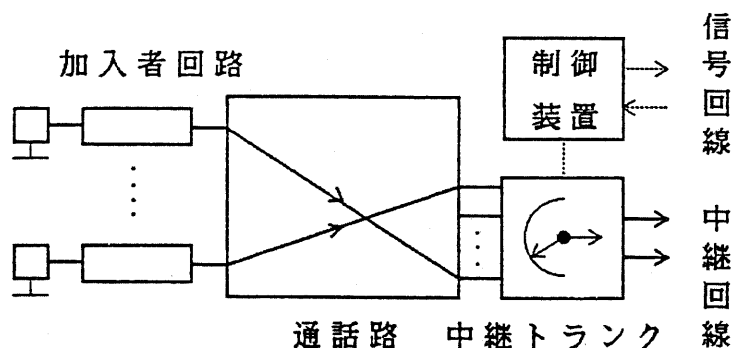 加入者回路
制御
装置
信号回線
中継回線
通話路
中継トランク